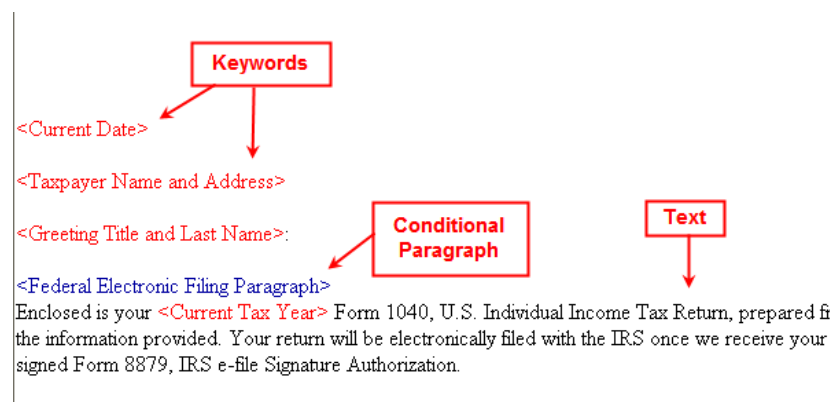 Keywords
<Current Date>
<Taxpayer Name and Address>
<Greeting Title and Last Name>:
Conditional
Paragraph
Text
<Federal Electronic Filing Paragraph>
Enclosed is your <Current Tax Year> Form 1040, U.S. Individual Income Tax Return, prepared
the information provided. Your return will be electronically filed with the IRS once we receive your
signed Form 8879, IRS e-file Signature Authorization.